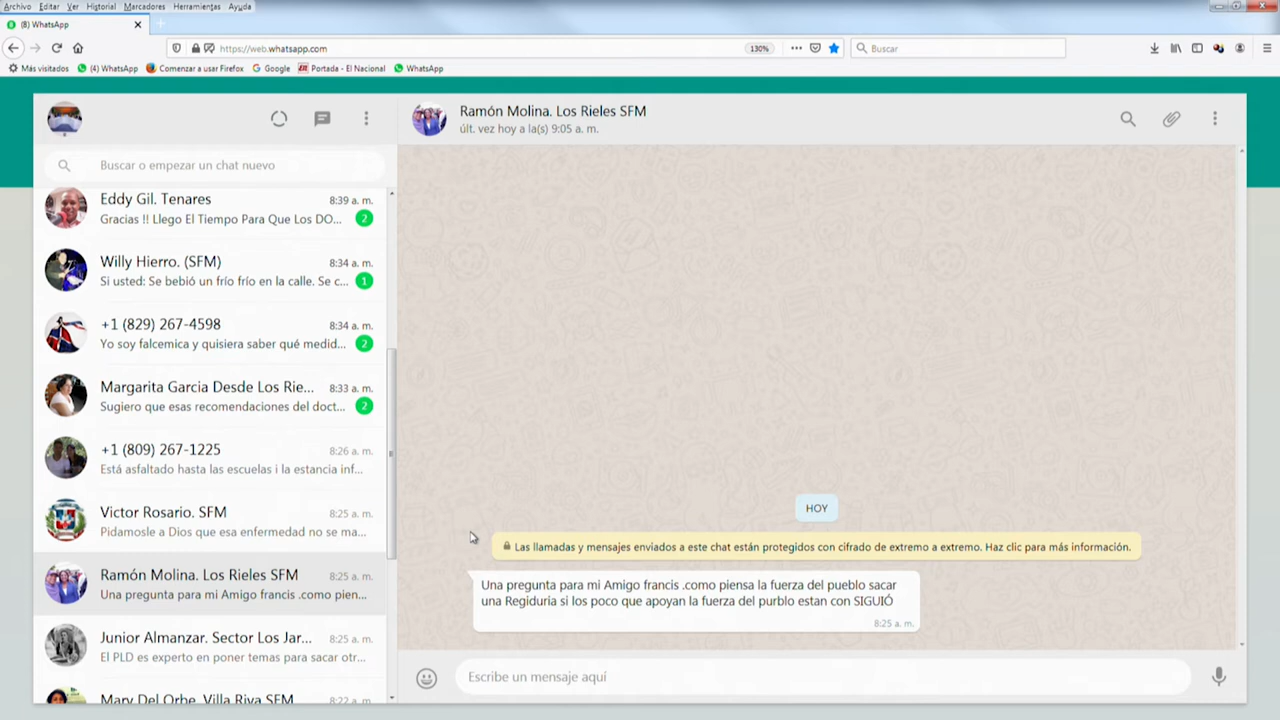 Archivo Editar Ver Historial Marcadores Herramientas Ayuda
(8) WhatsApp
https://web.whatsapp.com
130%
Buscar
Más visitados (4) WhatsApp Comenzar a usar Firefox Google Portada - El Nacional WhatsApp
Ramón Molina. Los Rieles SFM
últ. vez hoy a la(s) 9:05 a. m.
Buscar o empezar un chat nuevo
Eddy Gil. Tenares 8:39 a. m.
Gracias !! Llego El Tiempo Para Que Los DO... 2
Willy Hierro. (SFM) 8:34 a. m.
Si usted: Se bebió un frío frío en la calle. Se c... 1
+1 (829) 267-4598 8:34 a. m.
Yo soy falcemica y quisiera saber qué medid... 2
Margarita Garcia Desde Los Rie... 8:33 a. m.
Sugiero que esas recomendaciones del doct... 2
+1 (809) 267-1225 8:26 a. m.
Está asfaltado hasta las escuelas i la estancia inf...
Victor Rosario. SFM 8:25 a. m.
Pidamosle a Dios que esa enfermedad no se ma...
Ramón Molina. Los Rieles SFM 8:25 a. m.
Una pregunta para mi Amigo francis .como pien...
Junior Almanzar. Sector Los Jar... 8:25 a. m.
El PLD es experto en poner temas para sacar otr...
Mary Del Orbe. Villa Riva SFM 8:22 a. m.
HOY
Las llamadas y mensajes enviados a este chat están protegidos con cifrado de extremo a extremo. Haz clic para más información.
Una pregunta para mi Amigo francis .como piensa la fuerza del pueblo sacar
una Regiduria si los poco que apoyan la fuerza del purblo estan con SIGUIÓ
8:25 a. m.
Escribe un mensaje aquí